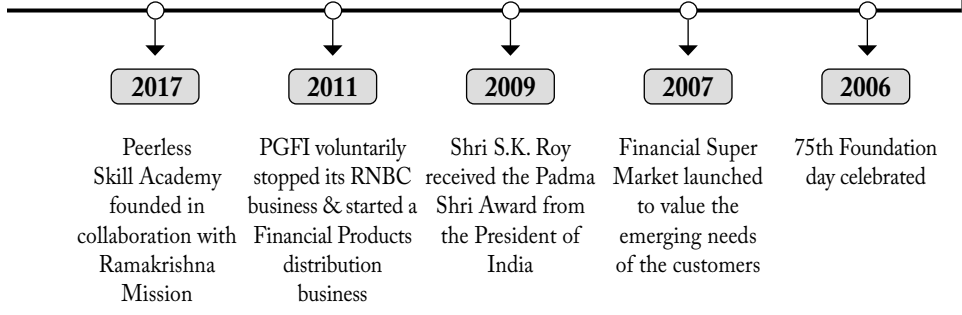 2017
Peerless
Skill Academy
founded in
collaboration with
Ramakrishna
Mission
2011
PGFI voluntarily
stopped its RNBC
business & started a
Financial Products
distribution
business
2009
Shri S.K. Roy
received the Padma
Shri Award from
the President of
India
2007
Financial Super
Market launched
to value the
emerging needs
of the customers
2006
75th Foundation
day celebrated